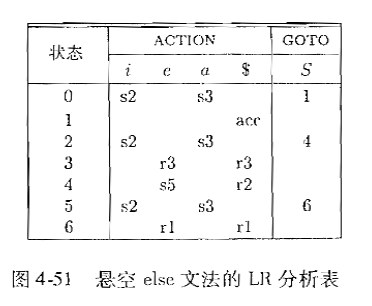 状态 ACTION GOTO
i e a $ S
0 s2 s3 1
1 acc
2 s2 s3 4
3 r3 r3
4 s5 r2
5 s2 s3 6
6 r1 r1
图 4-51 悬空 else 文法的 LR 分析表